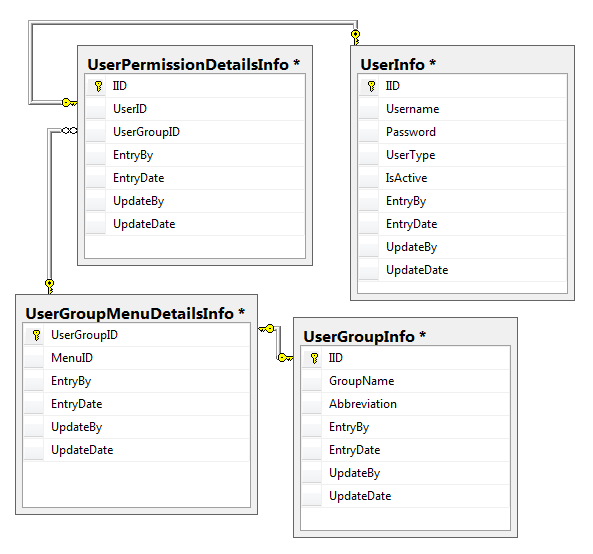 UserPermissionDetailsInfo *
IID
UserID
UserGroupID
EntryBy
EntryDate
UpdateBy
UpdateDate
UserInfo *
IID
Username
Password
UserType
IsActive
EntryBy
EntryDate
UpdateBy
UpdateDate
UserGroupMenuDetailsInfo *
UserGroupID
MenuID
EntryBy
EntryDate
UpdateBy
UpdateDate
UserGroupInfo *
IID
GroupName
Abbreviation
EntryBy
EntryDate
UpdateBy
UpdateDate